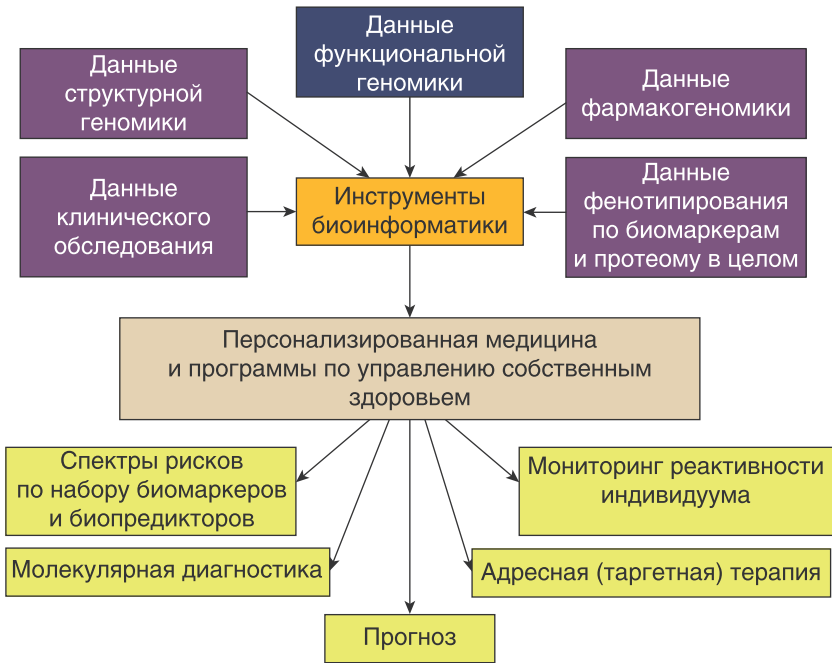 Данные
структурной
геномики
Данные
функциональной
геномики
Данные
фармакогеномики
Данные
клинического
обследования
Инструменты
биоинформатики
Данные
фенотипирования
по биомаркерам
и протеому в целом
Персонализированная медицина
и программы по управлению собственным
здоровьем
Спектры рисков
по набору биомаркеров
и биопредикторов
Мониторинг реактивности
индивидуума
Молекулярная диагностика
Адресная (таргетная) терапия
Прогноз